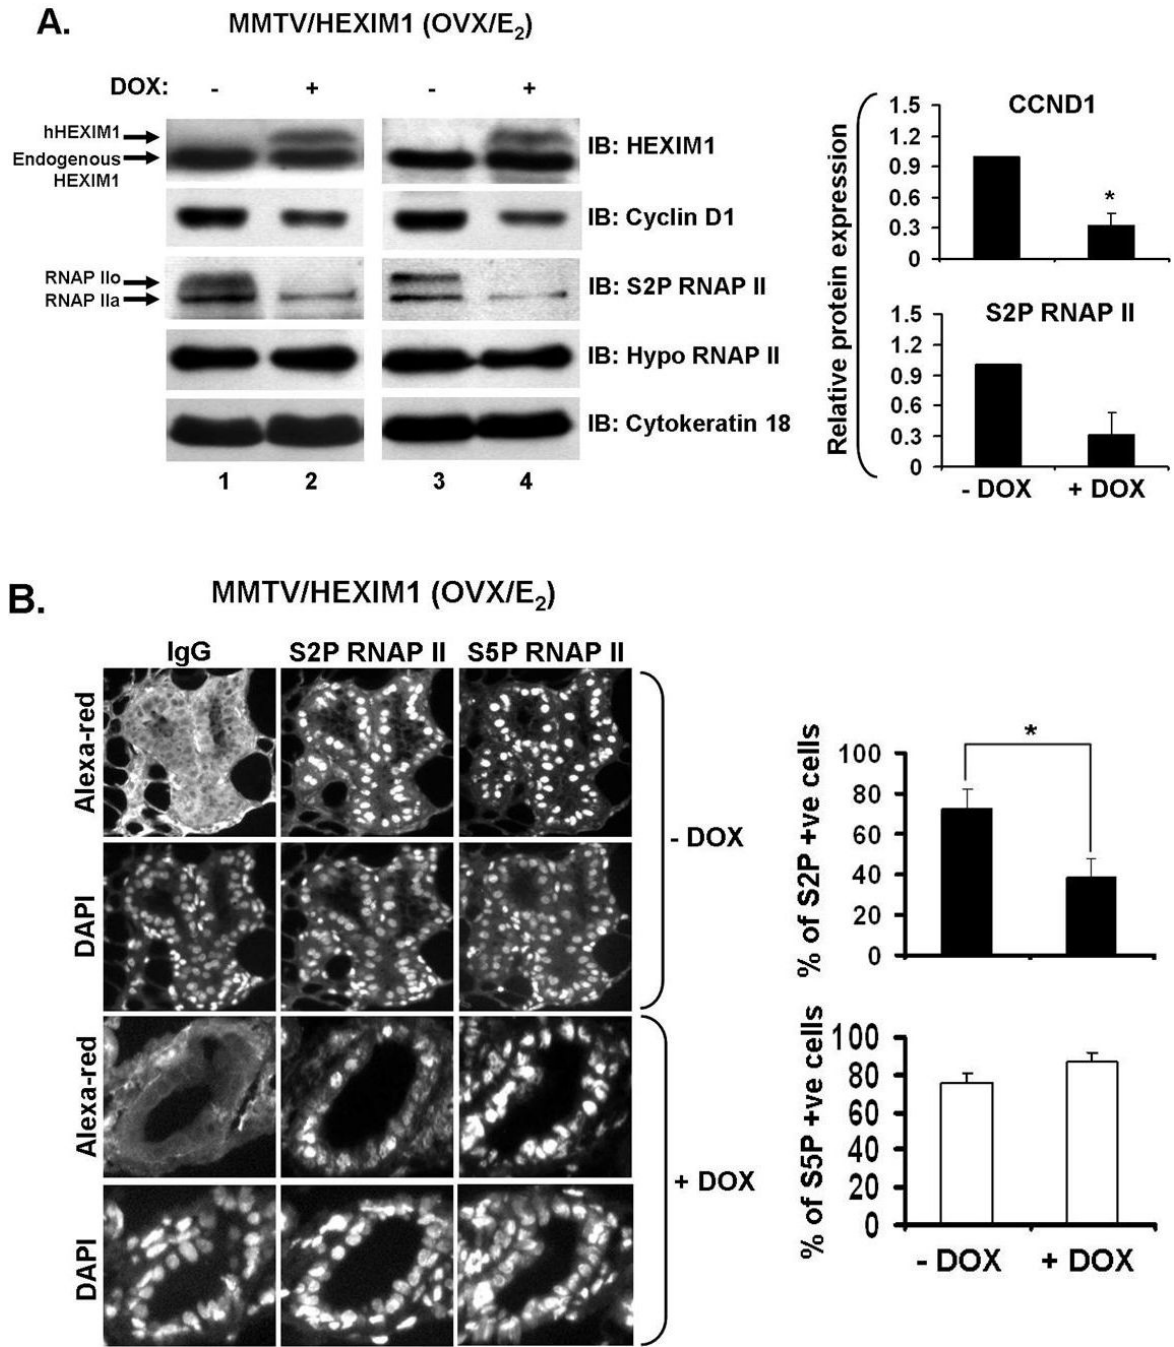 A.
MMTV/HEXIM1 (OVX/E2)
DOX: - + - +
hHEXIM1
Endogenous
HEXIM1
IB: HEXIM1
IB: Cyclin D1
RNAP IIo
RNAP IIa
IB: S2P RNAP II
IB: Hypo RNAP II
IB: Cytokeratin 18
1 2 3 4
Relative protein expression
CCND1
1.5
1.2
0.9
0.6
0.3
0
*
S2P RNAP II
1.5
1.2
0.9
0.6
0.3
0
- DOX + DOX
B.
MMTV/HEXIM1 (OVX/E2)
IgG S2P RNAP II S5P RNAP II
Alexa-red
DAPI
- DOX
Alexa-red
DAPI
+ DOX
% of S2P +ve cells
100
80
60
40
20
0
*
% of S5P +ve cells
100
80
60
40
20
0
- DOX + DOX